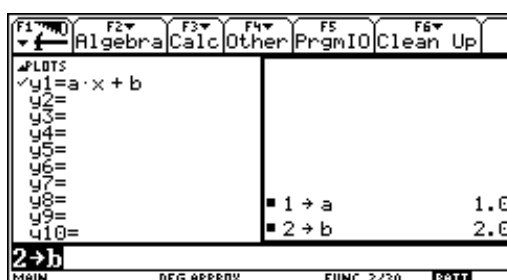 F1 F2 F3 F4 F5 F6
Algebra Calc Other PrgmIO Clean Up
PLOTS
✓y1=a·x + b
y2=
y3=
y4=
y5=
y6=
y7=
y8=
y9=
y10=
■ 1 → a 1.0
■ 2 → b 2.0
2→b
MAIN DEG APPROX FUNC 2/30 BATT